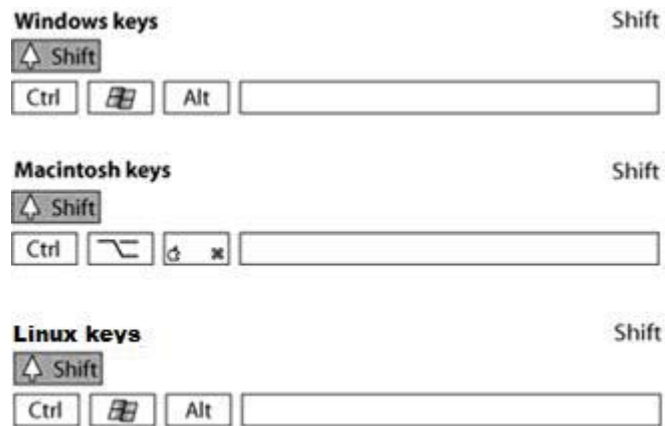 Windows keys Shift
Shift
Ctrl Alt
Macintosh keys Shift
Shift
Ctrl
Linux keys Shift
Shift
Ctrl Alt